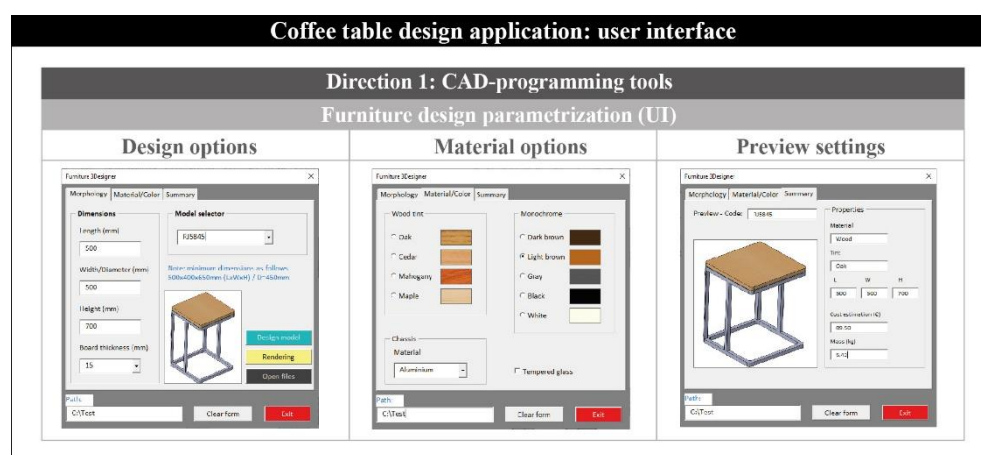 Coffee table design application: user interface
Direction 1: CAD-programming tools
Furniture design parametrization (UI)
Design options
Material options
Preview settings
Furniture 3Designer X
Morphology Material/Color Summary
Dimensions
Length (mm)
500
Width/Diameter (mm)
500
Height (mm)
700
Board thickness (mm)
15
Model selector
FJ5845
Note: minimum dimensions as follows
500x400x650mm (LxWxH) / D=450mm
Design model
Rendering
Open files
Path:
C:\Test
Clear form
Exit
Furniture 3Designer X
Morphology Material/Color Summary
Wood tint
Oak
Cedar
Mahogany
Maple
Monochrome
Dark brown
Light brown
Gray
Black
White
Chassis
Material
Aluminium
Tempered glass
Path:
C:\Test
Clear form
Exit
Furniture 3Designer X
Morphology Material/Color Summary
Preview - Code: FJ5845
Properties
Material
Wood
Tint
Oak
L W H
500 500 700
Cost estimation (€)
Mass (kg)
Path:
C:\Test
Clear form
Exit